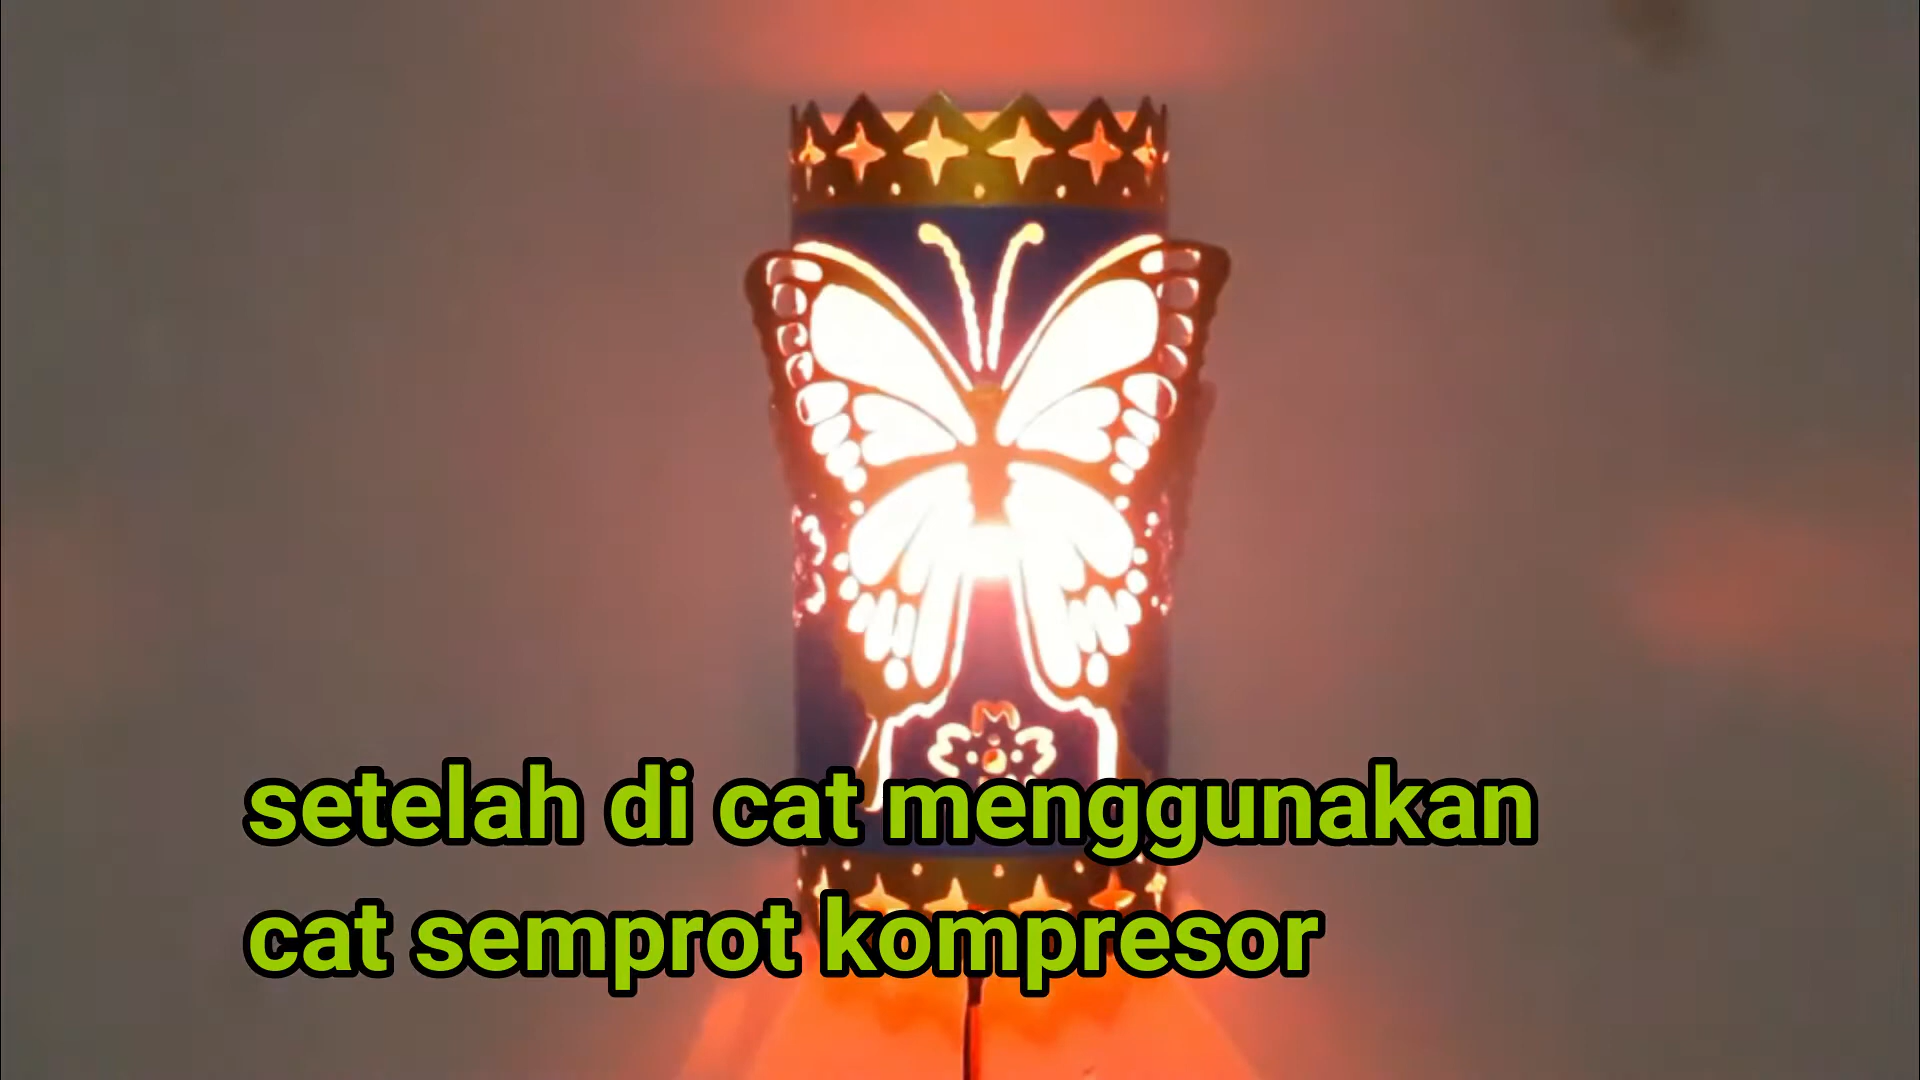 setelah di cat menggunakan
cat semprot kompresor